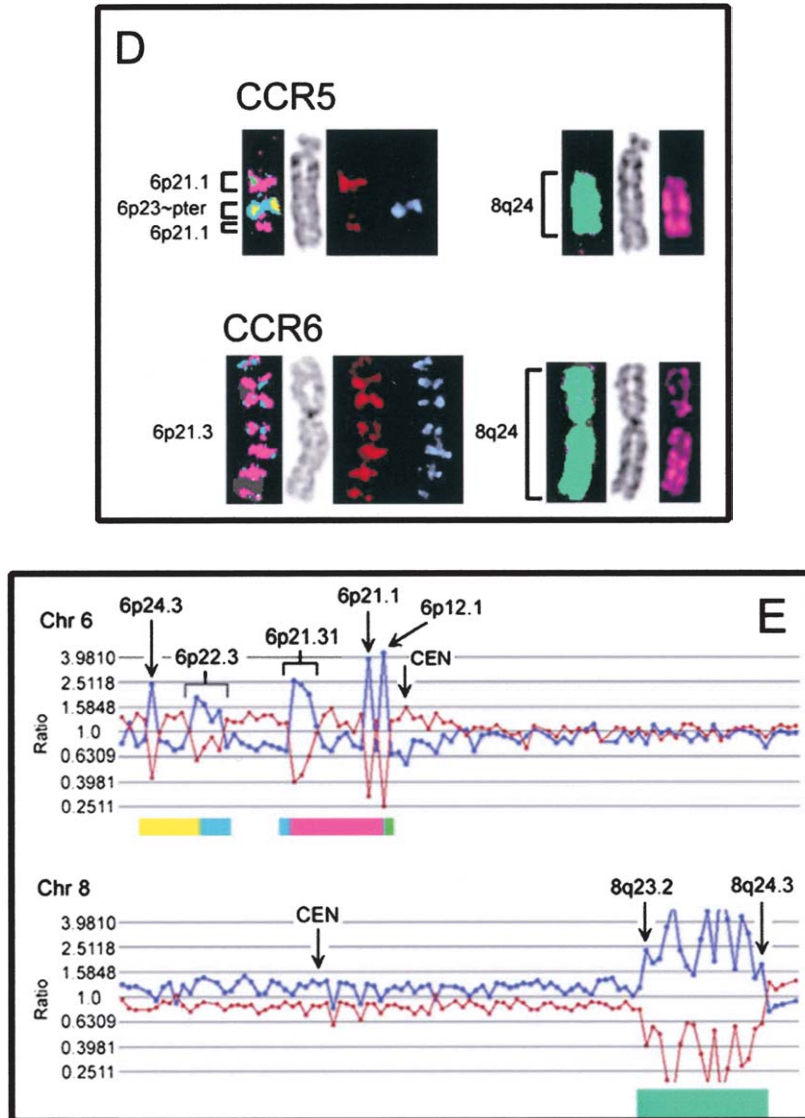 D
CCR5
6p21.1
6p23~pter
6p21.1
8q24
CCR6
6p21.3
8q24
E
Chr 6
6p24.3
6p22.3
6p21.31
6p21.1
6p12.1
CEN
3.9810
2.5118
1.5848
1.0
0.6309
0.3981
0.2511
Ratio
Chr 8
CEN
8q23.2
8q24.3
3.9810
2.5118
1.5848
1.0
0.6309
0.3981
0.2511
Ratio